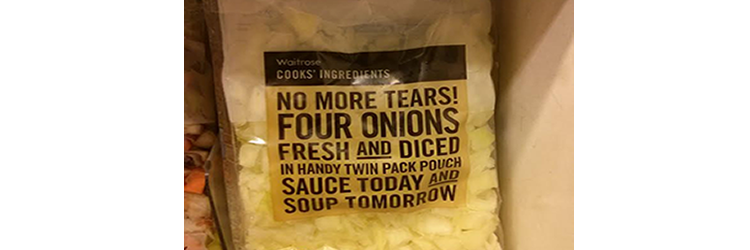 Waitrose
COOKS' INGREDIENTS
NO MORE TEARS!
FOUR ONIONS
FRESH AND DICED
IN HANDY TWIN PACK POUCH
SAUCE TODAY AND
SOUP TOMORROW